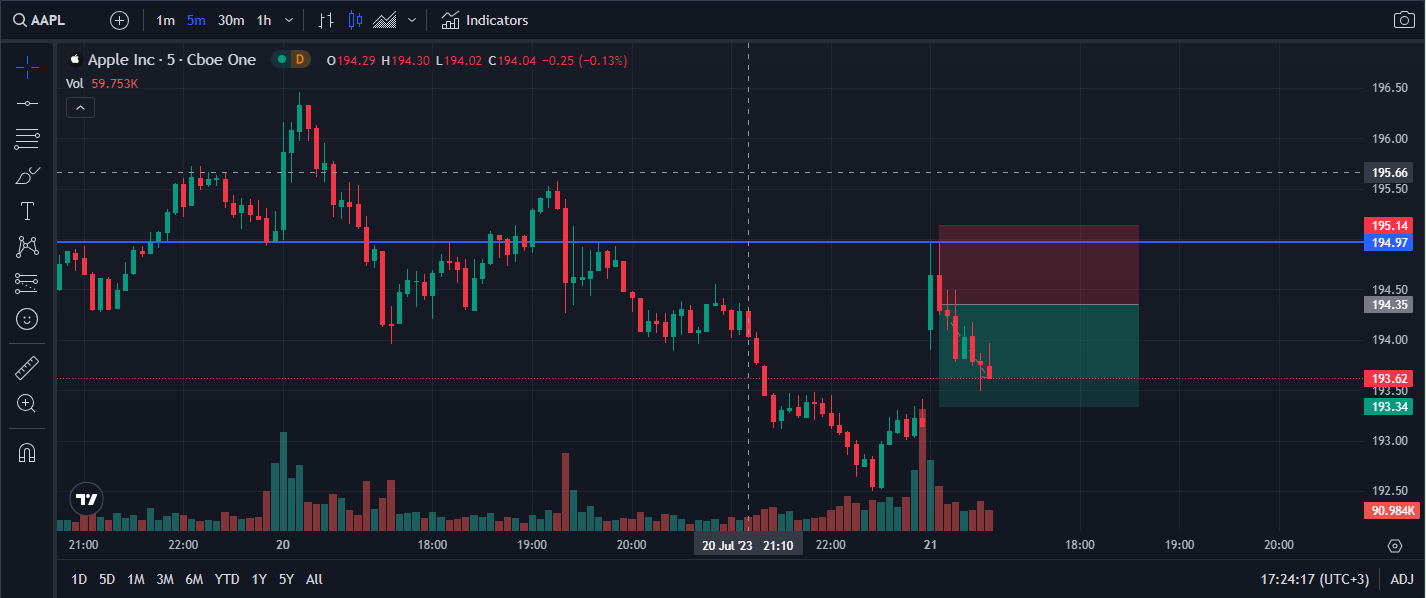 AAPL 1m 5m 30m 1h Indicators
Apple Inc · 5 · Cboe One D O194.29 H194.30 L194.02 C194.04 −0.25 (−0.13%)
Vol 59.753K
196.50
196.00
195.66
195.50
195.14
194.97
194.50
194.35
194.00
193.62
193.50
193.34
193.00
192.50
90.984K
21:00 22:00 20 18:00 19:00 20:00 20 Jul '23 21:10 22:00 21 18:00 19:00 20:00
1D 5D 1M 3M 6M YTD 1Y 5Y All 17:24:17 (UTC+3) ADJ